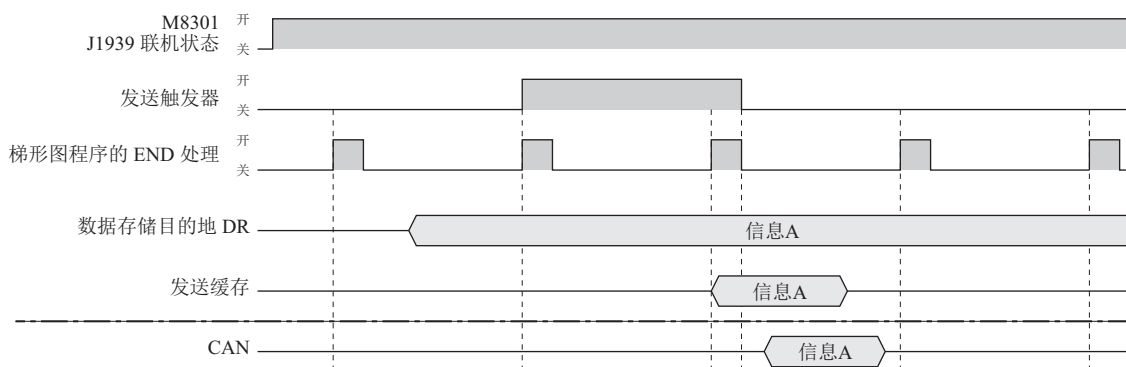 M8301 开
J1939 联机状态 关
开
发送触发器
关
开
梯形图程序的 END 处理
关
数据存储目的地 DR 信息A
发送缓存 信息A
CAN 信息A